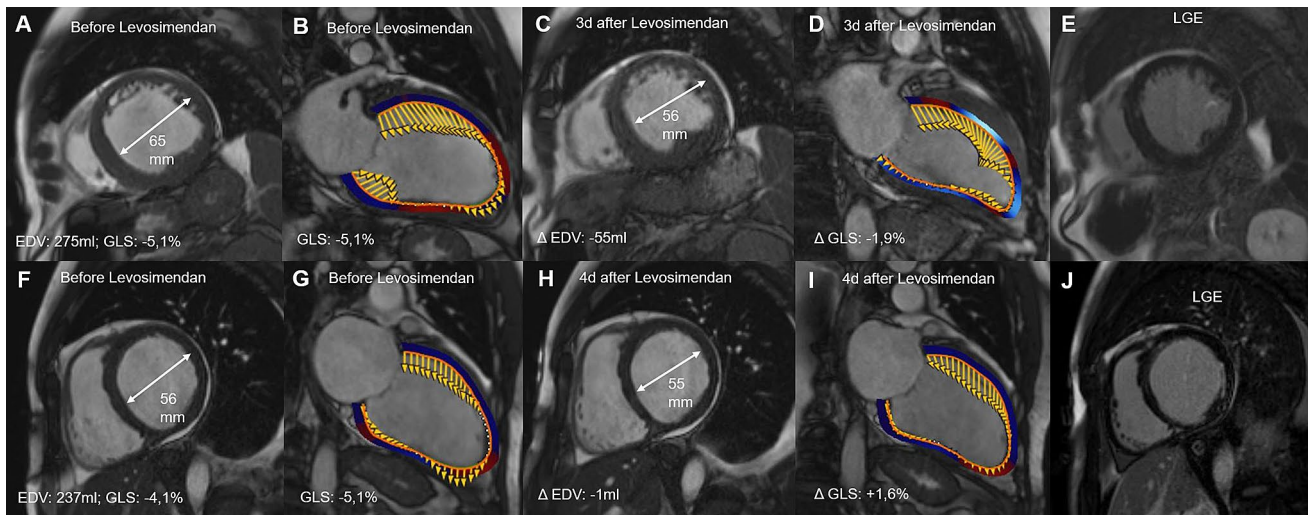 A
Before Levosimendan
65
mm
EDV: 275ml; GLS: -5,1%
B
Before Levosimendan
GLS: -5,1%
C
3d after Levosimendan
56
mm
Δ EDV: -55ml
D
3d after Levosimendan
Δ GLS: -1,9%
E
LGE
F
Before Levosimendan
56
mm
EDV: 237ml; GLS: -4,1%
G
Before Levosimendan
GLS: -5,1%
H
4d after Levosimendan
55
mm
Δ EDV: -1ml
I
4d after Levosimendan
Δ GLS: +1,6%
J
LGE